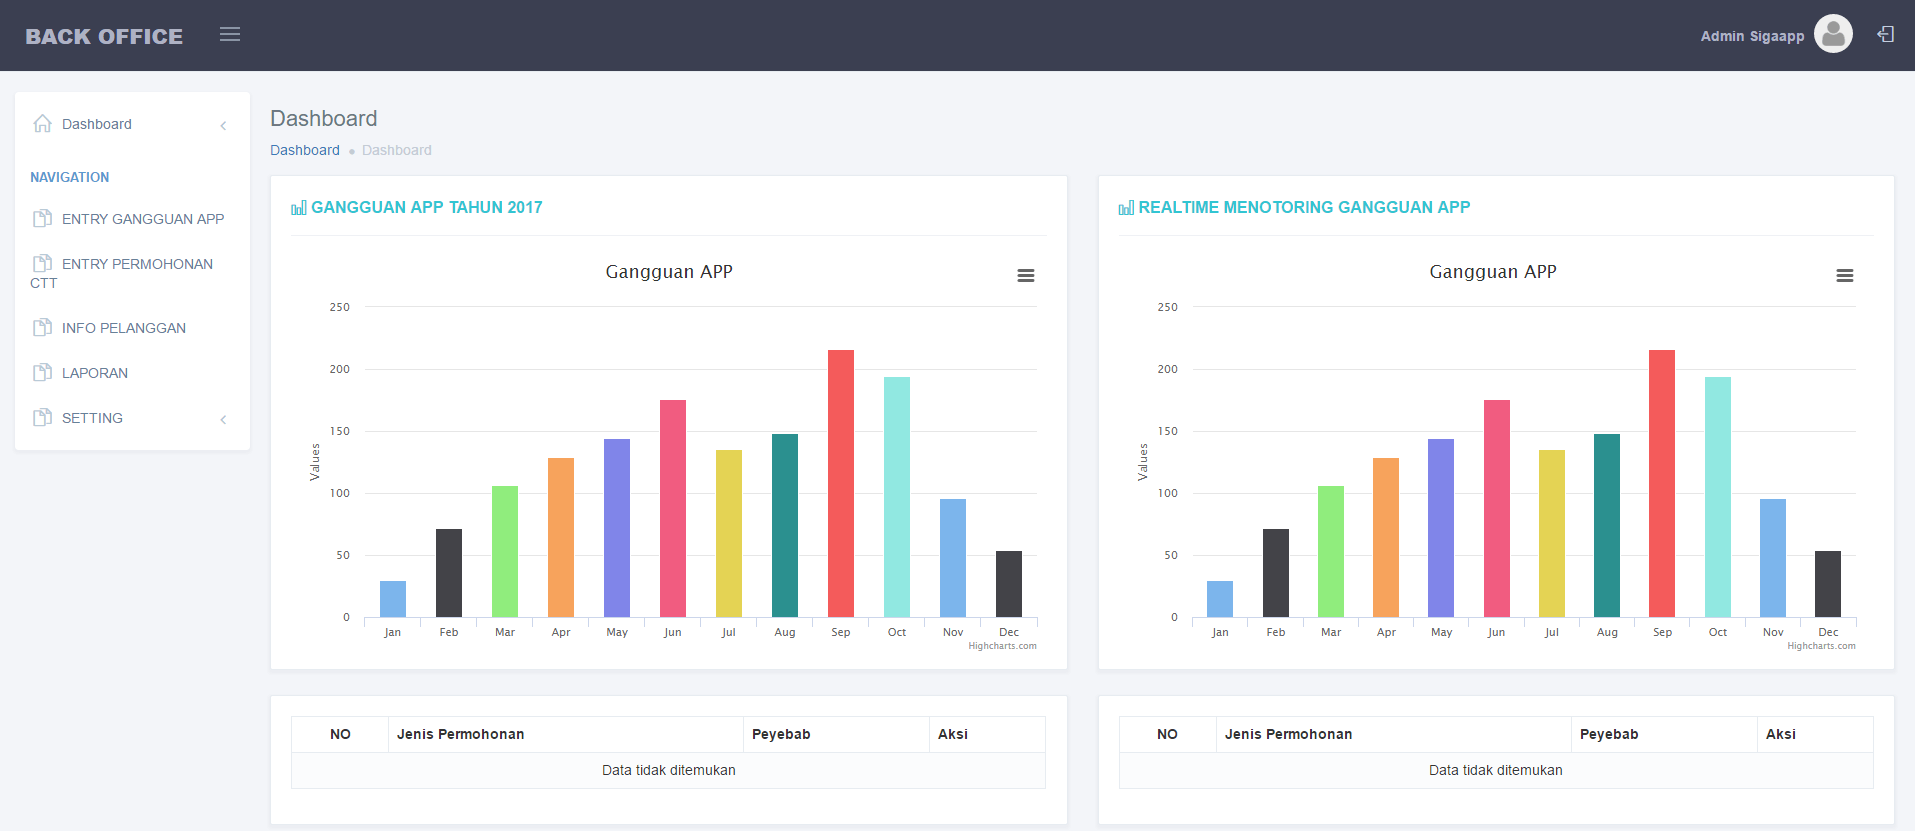 BACK OFFICE
Admin Sigaapp
Dashboard
NAVIGATION
ENTRY GANGGUAN APP
ENTRY PERMOHONAN
CTT
INFO PELANGGAN
LAPORAN
SETTING
Dashboard
Dashboard • Dashboard
GANGGUAN APP TAHUN 2017
Gangguan APP
250
200
150
100
50
0
Values
Jan Feb Mar Apr May Jun Jul Aug Sep Oct Nov Dec
Highcharts.com
REALTIME MENOTORING GANGGUAN APP
Gangguan APP
250
200
150
100
50
0
Values
Jan Feb Mar Apr May Jun Jul Aug Sep Oct Nov Dec
Highcharts.com
NO Jenis Permohonan Peyebab Aksi
Data tidak ditemukan
NO Jenis Permohonan Peyebab Aksi
Data tidak ditemukan